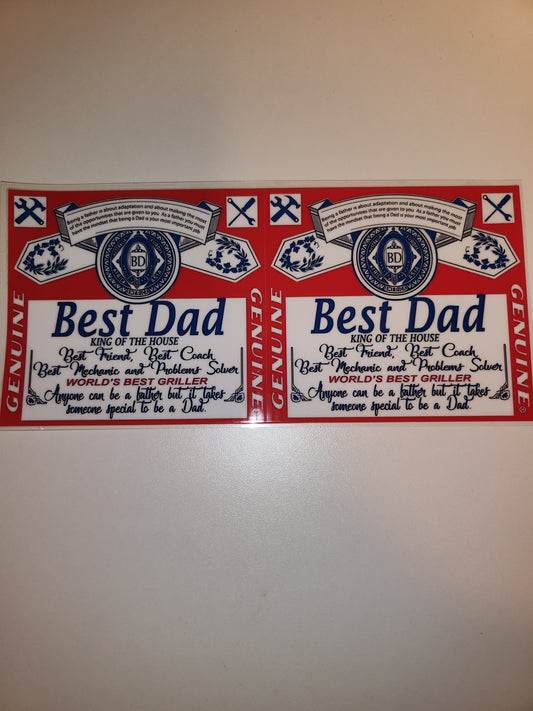 Being a father is about adaptation and about making the most
of the opportunitves that are given to you As a father you must
have the mindset that being a Dad is your most important job
BD
AMERICA
GENUINE
Best Dad
KING OF THE HOUSE
Best Friend, Best Coach
Best Mechanic and Problems Solver
WORLD'S BEST GRILLER
Anyone can be a father but it takes
someone special to be a Dad.
GENUINE
Being a father is about adaptation and about making the most
of the opportunitves that are given to you As a father you must
have the mindset that being a Dad is your most important job
BD
GENUINE
Best Dad
KING OF THE HOUSE
Best Friend, Best Coach
Best Mechanic and Problems Solver
WORLD'S BEST GRILLER
Anyone can be a father but it takes
someone special to be a Dad.
GENUINE